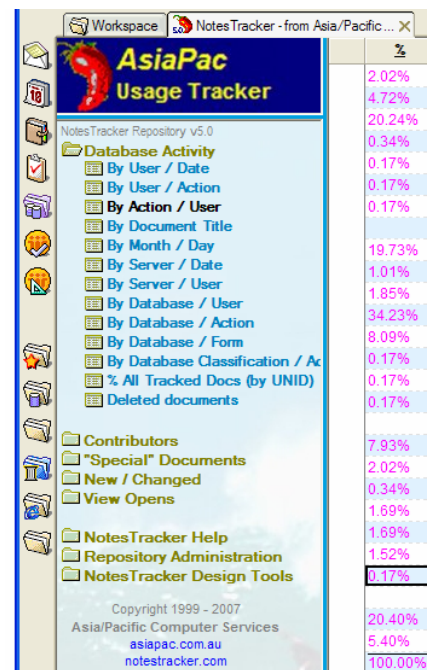 Workspace
NotesTracker - from Asia/Pacific ...
5.0
AsiaPac
Usage Tracker
NotesTracker Repository v5.0
Database Activity
By User / Date
By User / Action
By Action / User
By Document Title
By Month / Day
By Server / Date
By Server / User
By Database / User
By Database / Action
By Database / Form
By Database Classification / Ac
% All Tracked Docs (by UNID)
Deleted documents
Contributors
"Special" Documents
New / Changed
View Opens
NotesTracker Help
Repository Administration
NotesTracker Design Tools
Copyright 1999 - 2007
Asia/Pacific Computer Services
asiapac.com.au
notestracker.com
%
2.02%
4.72%
20.24%
0.34%
0.17%
0.17%
0.17%
19.73%
1.01%
1.85%
34.23%
8.09%
0.17%
0.17%
0.17%
7.93%
2.02%
0.34%
1.69%
1.69%
1.52%
0.17%
20.40%
5.40%
100.00%